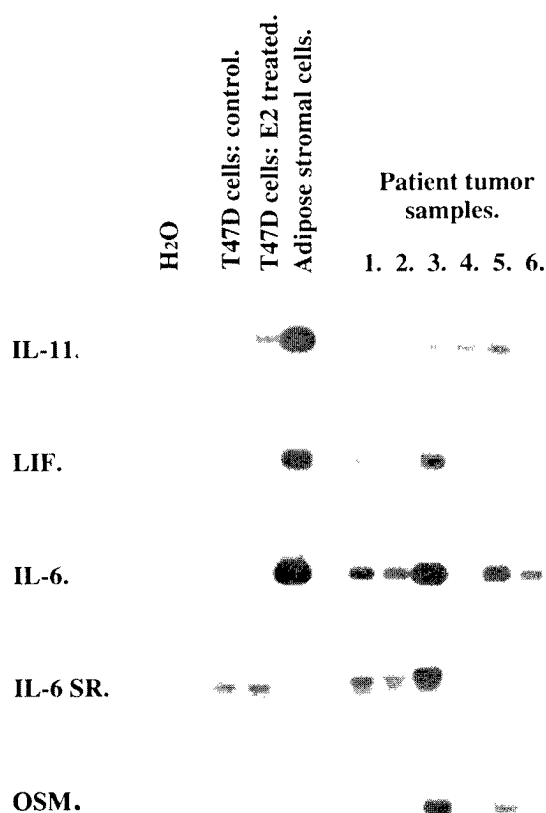 H2O
T47D cells: control.
T47D cells: E2 treated.
Adipose stromal cells.
Patient tumor
samples.
1. 2. 3. 4. 5. 6.
IL-11.
LIF.
IL-6.
IL-6 SR.
OSM.